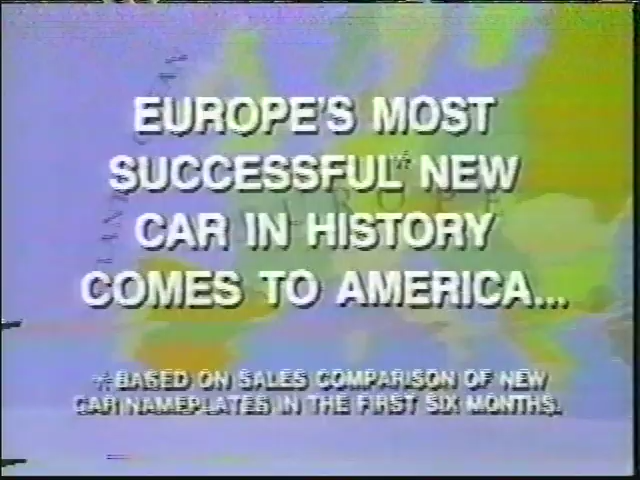 EUROPE'S MOST
SUCCESSFUL* NEW
CAR IN HISTORY
COMES TO AMERICA...
*BASED ON SALES COMPARISON OF NEW
CAR NAMEPLATES IN THE FIRST SIX MONTHS.
EUROPE